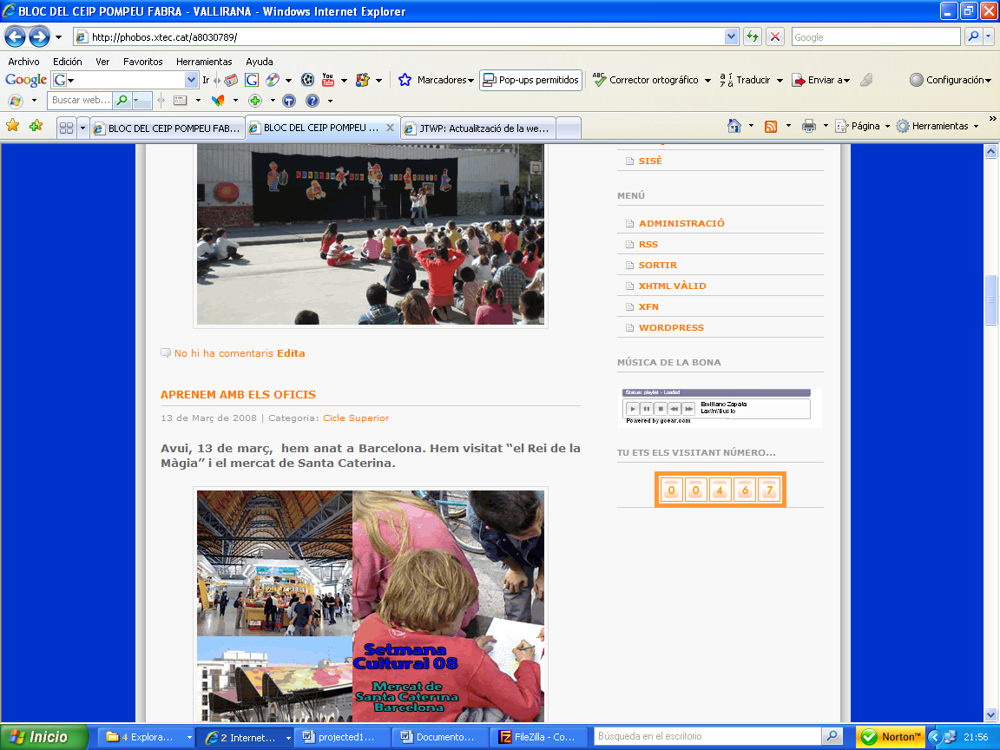 BLOC DEL CEIP POMPEU FABRA - VALLIRANA - Windows Internet Explorer
http://phobos.xtec.cat/a8030789/
Google
Archivo Edición Ver Favoritos Herramientas Ayuda
Google G Ir Marcadores Pop-ups permitidos Corrector ortográfico Traducir Enviar a Configuración
Buscar web...
BLOC DEL CEIP POMPEU FAB... BLOC DEL CEIP POMPEU ... JTWP: Actualització de la we... Página Herramientas
SISÈ
MENÚ
ADMINISTRACIÓ
RSS
SORTIR
XHTML VÀLID
XFN
WORDPRESS
MÚSICA DE LA BONA
Status: playlist - Loaded
Emiliano Zapata
Lax'n'Busto
Powered by goear.com
TU ETS ELS VISITANT NÚMERO...
0 0 4 6 7
No hi ha comentaris Edita
APRENEM AMB ELS OFICIS
13 de Març de 2008 | Categoria: Cicle Superior
Avui, 13 de març, hem anat a Barcelona. Hem visitat “el Rei de la
Màgia” i el mercat de Santa Caterina.
Setmana
Cultural 08
Mercat de
Santa Caterina
Barcelona
Inicio 4 Explora... 2 Internet... projected1... Documento... FileZilla - Co... Búsqueda en el escritorio Norton™ 21:56